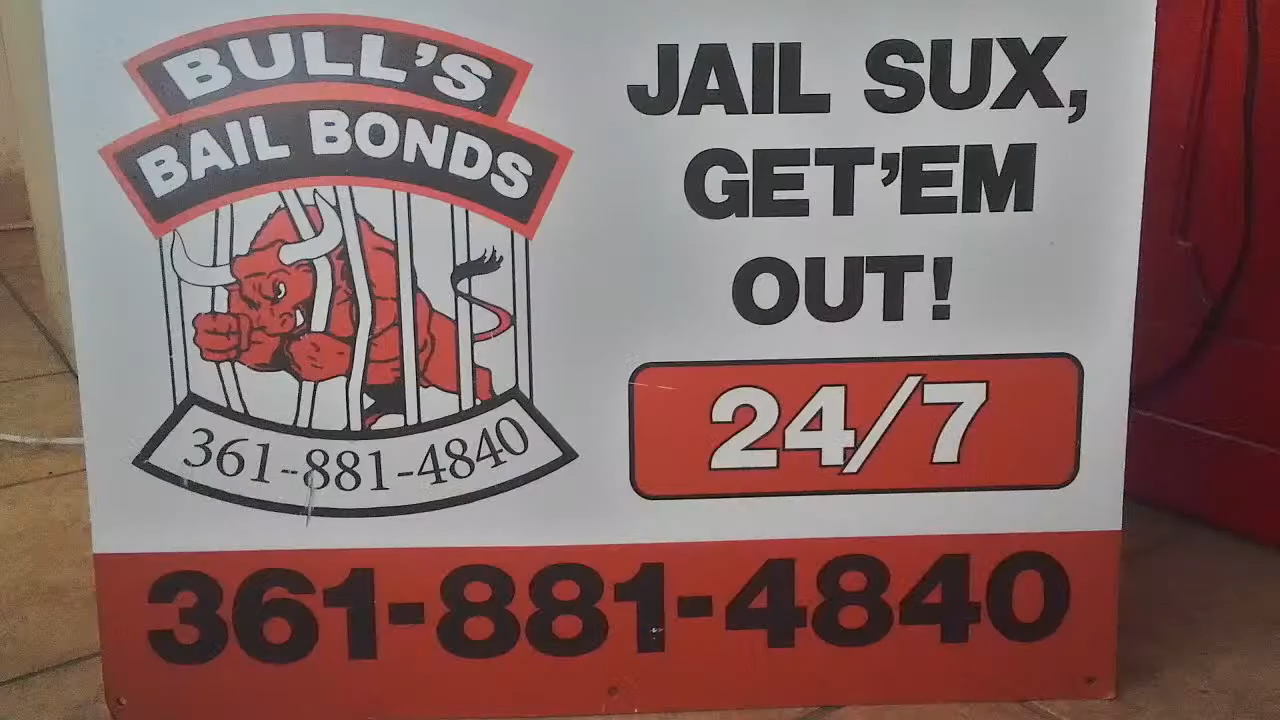 BULL'S
BAIL BONDS
361-881-4840
JAIL SUX,
GET'EM
OUT!
24/7
361-881-4840